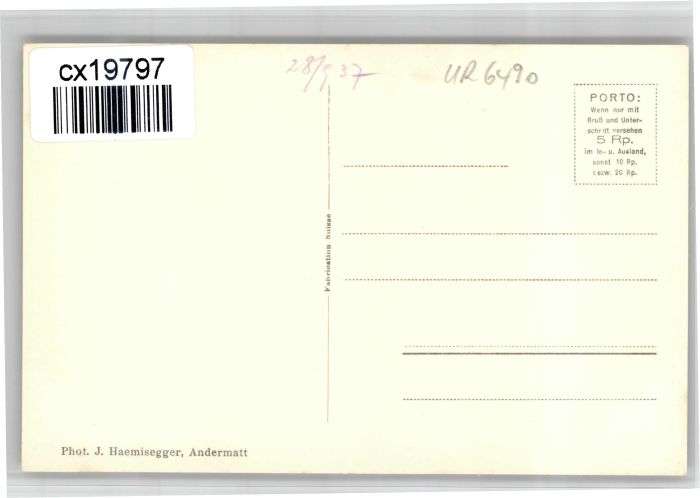 cx19797
28/5 37
UR 6490
PORTO:
Wenn nur mit
Gruß und Unter-
schrift versehen
5 Rp.
im In- u. Ausland,
sonst 10 Rp.
bezw. 20 Rp.
Fabrication Suisse
Phot. J. Haemisegger, Andermatt